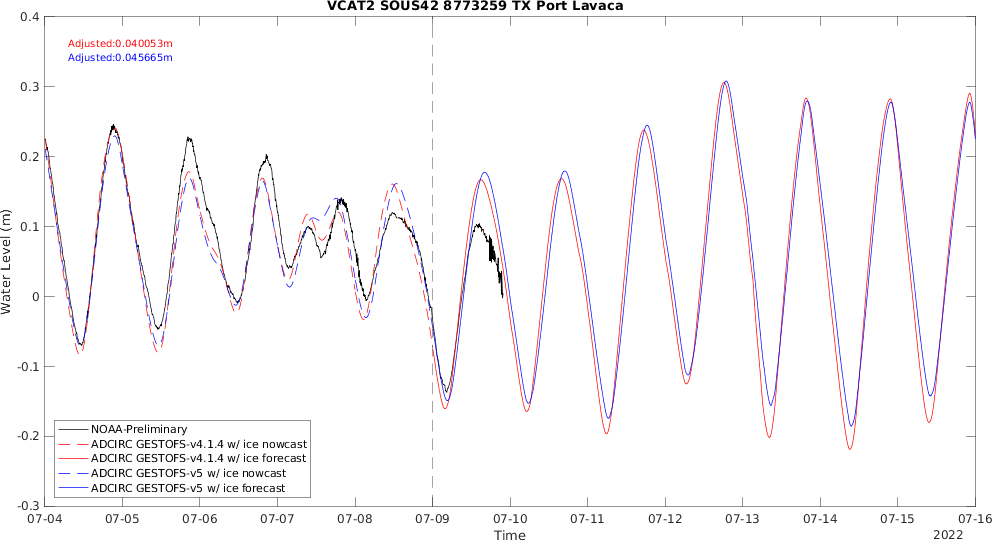 VCAT2 SOUS42 8773259 TX Port Lavaca
0.4
0.3
0.2
0.1
0
-0.1
-0.2
-0.3
Water Level (m)
Adjusted:0.040053m
Adjusted:0.045665m
NOAA-Preliminary
ADCIRC GESTOFS-v4.1.4 w/ ice nowcast
ADCIRC GESTOFS-v4.1.4 w/ ice forecast
ADCIRC GESTOFS-v5 w/ ice nowcast
ADCIRC GESTOFS-v5 w/ ice forecast
07-04 07-05 07-06 07-07 07-08 07-09 07-10 07-11 07-12 07-13 07-14 07-15 07-16
Time
2022